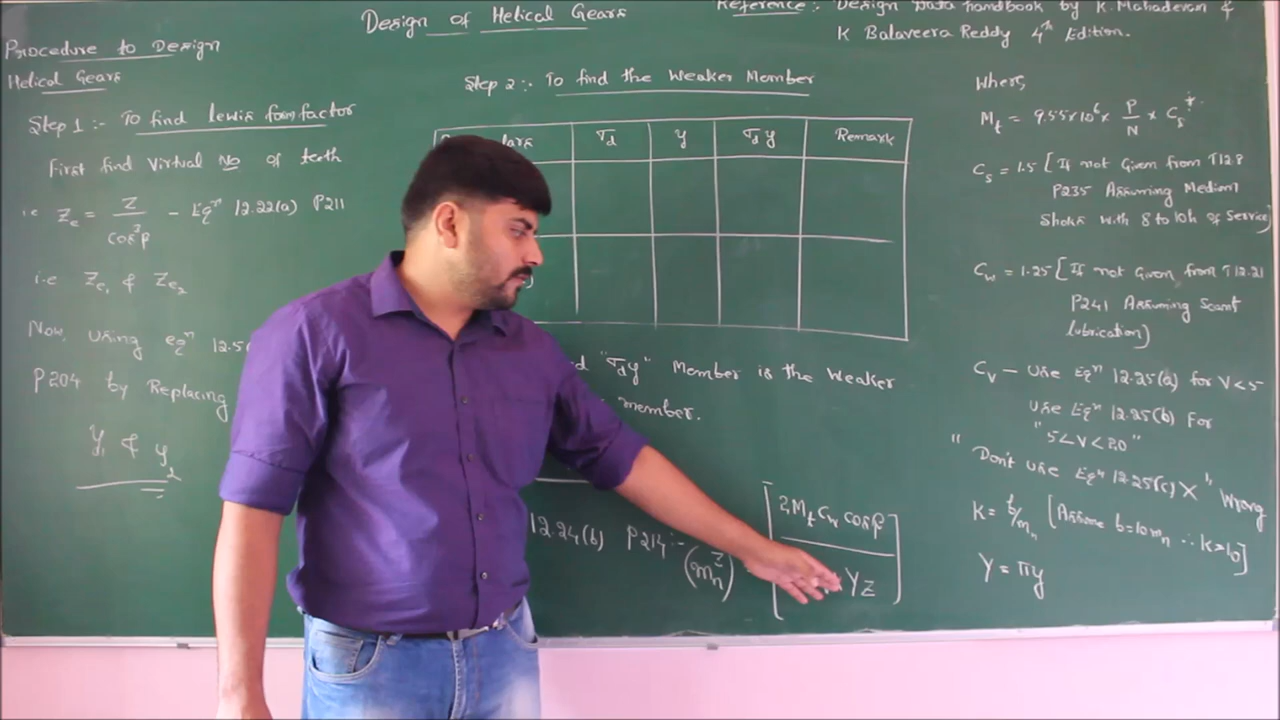 Design of Helical Gears
Reference :- Design Data handbook by K. Mahadevan &
K Balaveera Reddy 4th Edition.
Procedure to Design
Helical Gears
Step 1 :- To find lewis form factor
First find Virtual No of teeth
i.e Ze = Z / cos³β - Eqn 12.22(a) P211
i.e Ze1 & Ze2
Now, using eqn 12.5
P204 by Replacing
y1 & y2
Step 2 :- To find the Weaker Member
lars σd y σd y Remark
"σd y" Member is the Weaker
member.
12.24(b) P214 :-
(mn²) [2Mt Cw cosβ / YZ]
Where,
Mt = 9.55×10⁶ × P/N × Cs
Cs = 1.5 [If not Given from T12.8
P235 Assuming Medium
Shoks with 8 to 10h of Service]
Cw = 1.25 [If not Given from T12.21
P241 Assuming Scant
lubrication]
Cv – Use Eqn 12.25(a) for V<5
Use Eqn 12.25(b) For
"5<V<20"
"Don't Use Eqn 12.25(c) X" Wrong
K = b/mn [Assume b=10mn ∴ K=10]
Y = πy